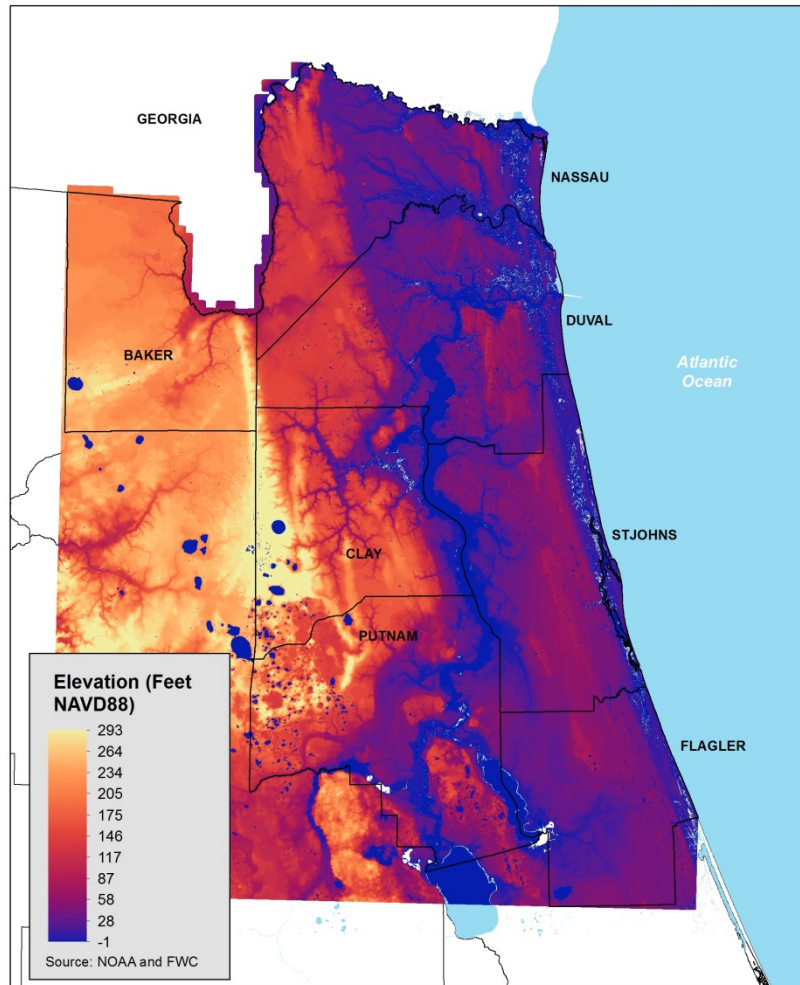 GEORGIA
NASSAU
DUVAL
BAKER
Atlantic
Ocean
STJOHNS
CLAY
PUTNAM
FLAGLER
Elevation (Feet
NAVD88)
293
264
234
205
175
146
117
87
58
28
-1
Source: NOAA and FWC